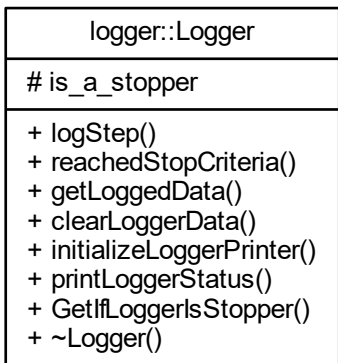 logger::Logger
# is_a_stopper
+ logStep()
+ reachedStopCriteria()
+ getLoggedData()
+ clearLoggerData()
+ initializeLoggerPrinter()
+ printLoggerStatus()
+ GetIfLoggerIsStopper()
+ ~Logger()